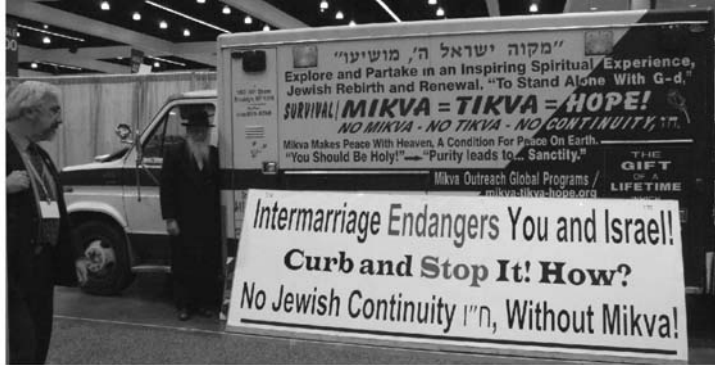 "מקוה ישראל ה', מושיעו"
Explore and Partake in an Inspiring Spiritual Experience,
Jewish Rebirth and Renewal. "To Stand Alone With G-d."
SURVIVAL| MIKVA = TIKVA = HOPE!
NO MIKVA - NO TIKVA - NO CONTINUITY, ח"ו
Mikva Makes Peace With Heaven, A Condition For Peace On Earth.
"You Should Be Holy!" → "Purity leads to... Sanctity."
THE
GIFT
OF A
LIFETIME
Mikva Outreach Global Programs /
mikva-tikva-hope.org
Intermarriage Endangers You and Israel!
Curb and Stop It! How?
No Jewish Continuity ח"ו, Without Mikva!